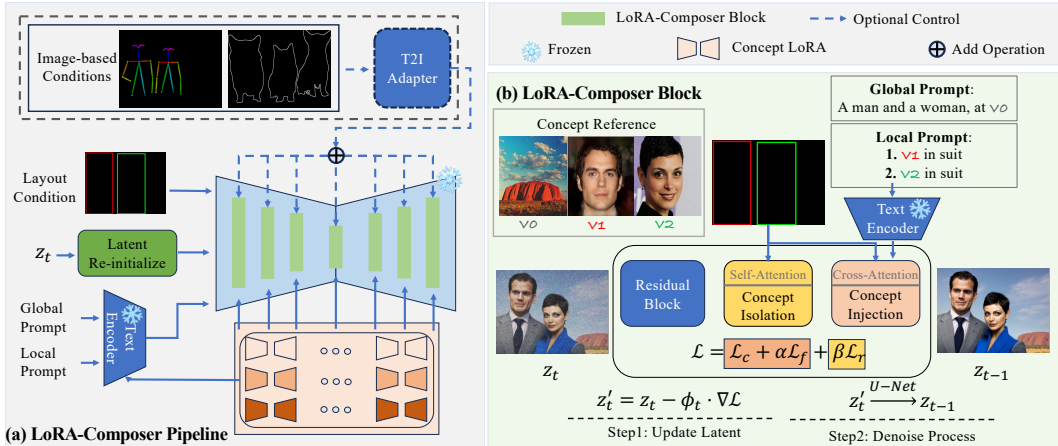 Image-based
Conditions
T2I
Adapter
Layout
Condition
z_t
Latent
Re-initialize
Global
Prompt
Local
Prompt
Text
Encoder
(a) LoRA-Composer Pipeline
LoRA-Composer Block
Optional Control
Frozen
Concept LoRA
Add Operation
(b) LoRA-Composer Block
Concept Reference
V0
V1
V2
Global Prompt:
A man and a woman, at V0
Local Prompt:
1. V1 in suit
2. V2 in suit
Text
Encoder
Residual
Block
Self-Attention
Concept
Isolation
Cross-Attention
Concept
Injection
ℒ = ℒ_c + αℒ_f + βℒ_r
z_t
z_{t−1}
z′_t = z_t − ϕ_t · ∇ℒ
Step1: Update Latent
z′_t U-Net → z_{t−1}
Step2: Denoise Process